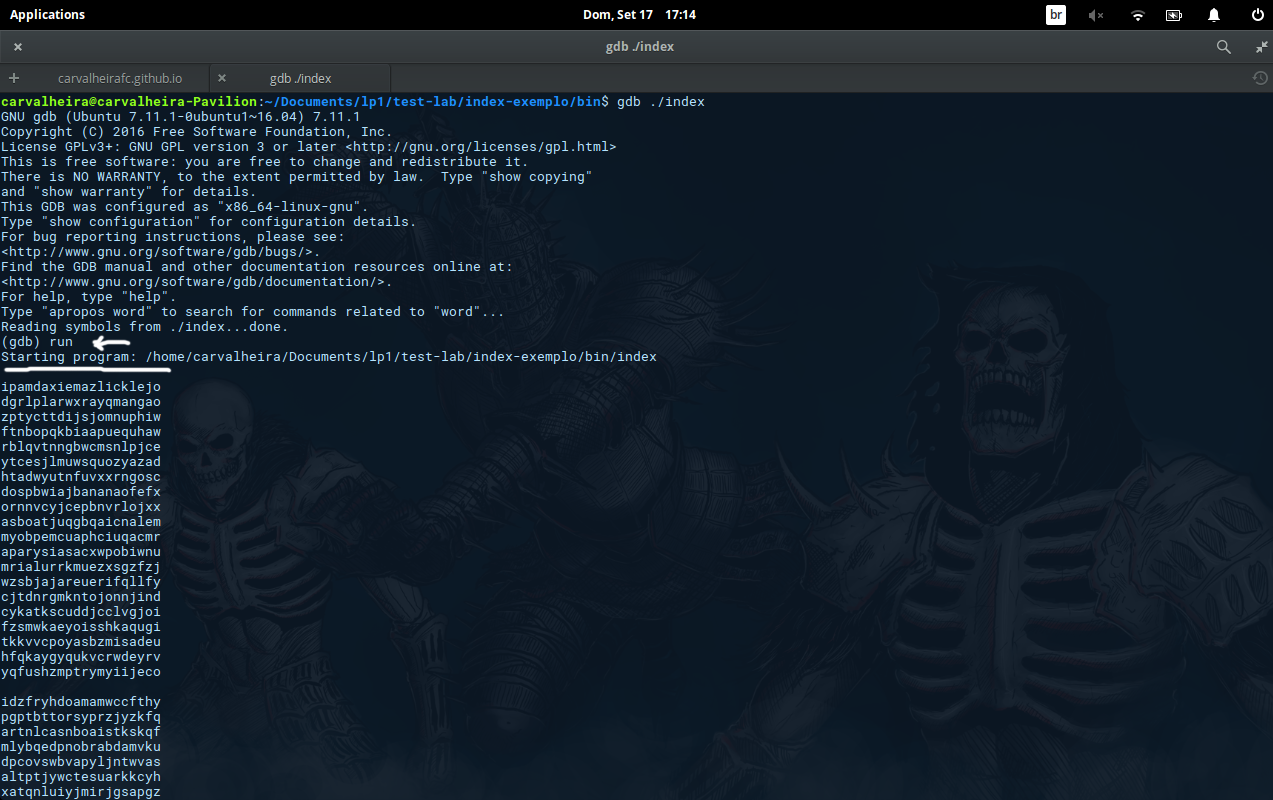 Applications
Dom, Set 17 17:14
br
gdb ./index
carvalheirafc.github.io
gdb ./index
carvalheira@carvalheira-Pavilion:~/Documents/lp1/test-lab/index-exemplo/bin$ gdb ./index
GNU gdb (Ubuntu 7.11.1-0ubuntu1~16.04) 7.11.1
Copyright (C) 2016 Free Software Foundation, Inc.
License GPLv3+: GNU GPL version 3 or later <http://gnu.org/licenses/gpl.html>
This is free software: you are free to change and redistribute it.
There is NO WARRANTY, to the extent permitted by law.  Type "show copying"
and "show warranty" for details.
This GDB was configured as "x86_64-linux-gnu".
Type "show configuration" for configuration details.
For bug reporting instructions, please see:
<http://www.gnu.org/software/gdb/bugs/>.
Find the GDB manual and other documentation resources online at:
<http://www.gnu.org/software/gdb/documentation/>.
For help, type "help".
Type "apropos word" to search for commands related to "word"...
Reading symbols from ./index...done.
(gdb) run
Starting program: /home/carvalheira/Documents/lp1/test-lab/index-exemplo/bin/index
ipamdaxiemazlicklejo
dgrlplarwxrayqmangao
zptycttdijsjomnuphiw
ftnbopqkbiaapuequhaw
rblqvtnngbwcmsnlpjce
ytcesjlmuwsquozyazad
htadwyutnfuvxxrngosc
dospbwiajbananaofefx
ornnvcyjcepbnvrlojxx
asboatjuqgbqaicnalem
myobpemcuaphciuqacmr
aparysiasacxwpobiwnu
mrialurrkmuezxsgzfzj
wzsbjajareuerifqllfy
cjtdnrgmkntojonnjind
cykatkscuddjcclvgjoi
fzsmwkaeyoisshkaqugi
tkkvvcpoyasbzmisadeu
hfqkaygyqukvcrwdeyrv
yqfushzmptrymyiijeco
idzfryhdoamamwccfthy
pgptbttorsyprzjyzkfq
artnlcasnboaistkskqf
mlybqedpnobrabdamvku
dpcovswbvapyljntwvas
altptjywctesuarkkcyh
xatqnluiyjmirjgsapgz